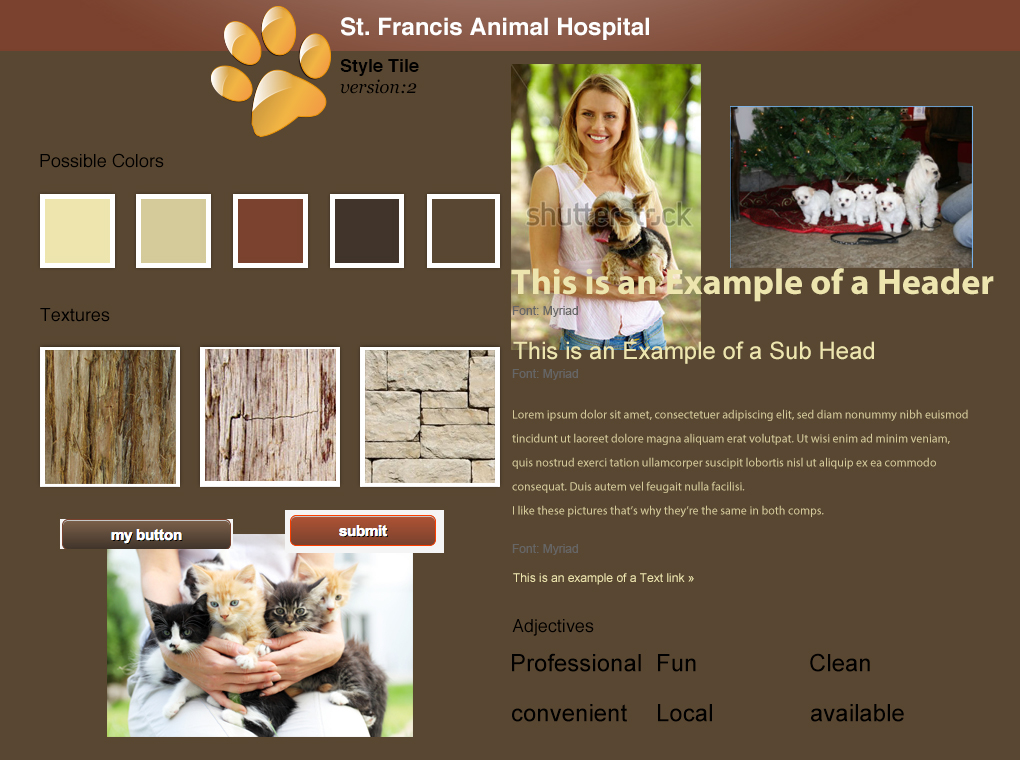 St. Francis Animal Hospital
Style Tile
version:2
Possible Colors
Textures
my button
submit
shutterstock
This is an Example of a Header
Font: Myriad
This is an Example of a Sub Head
Font: Myriad
Lorem ipsum dolor sit amet, consectetuer adipiscing elit, sed diam nonummy nibh euismod
tincidunt ut laoreet dolore magna aliquam erat volutpat. Ut wisi enim ad minim veniam,
quis nostrud exerci tation ullamcorper suscipit lobortis nisl ut aliquip ex ea commodo
consequat. Duis autem vel feugait nulla facilisi.
I like these pictures that's why they're the same in both comps.
Font: Myriad
This is an example of a Text link »
Adjectives
Professional Fun Clean
convenient Local available